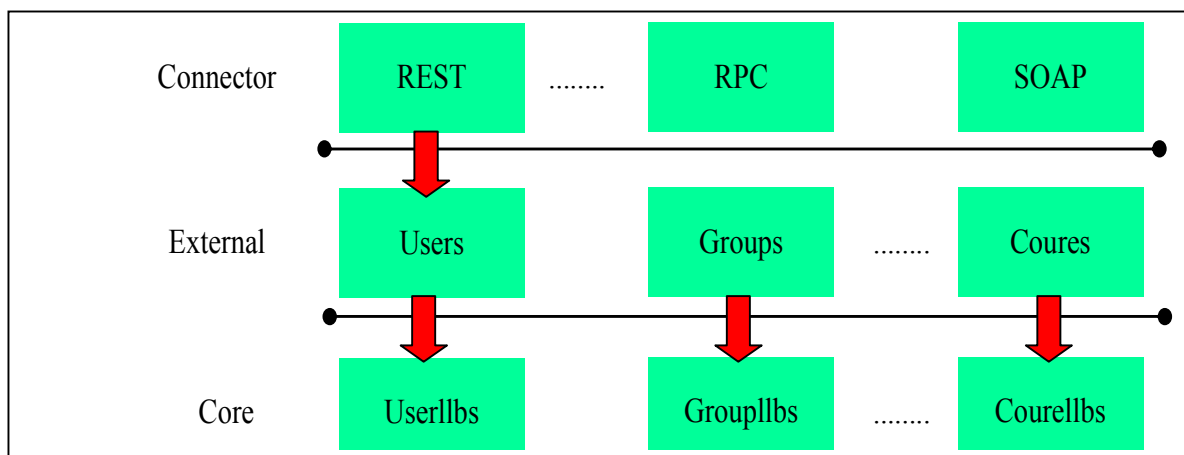 Connector REST ........ RPC SOAP
External Users Groups ........ Coures
Core Userllbs Groupllbs ........ Courellbs